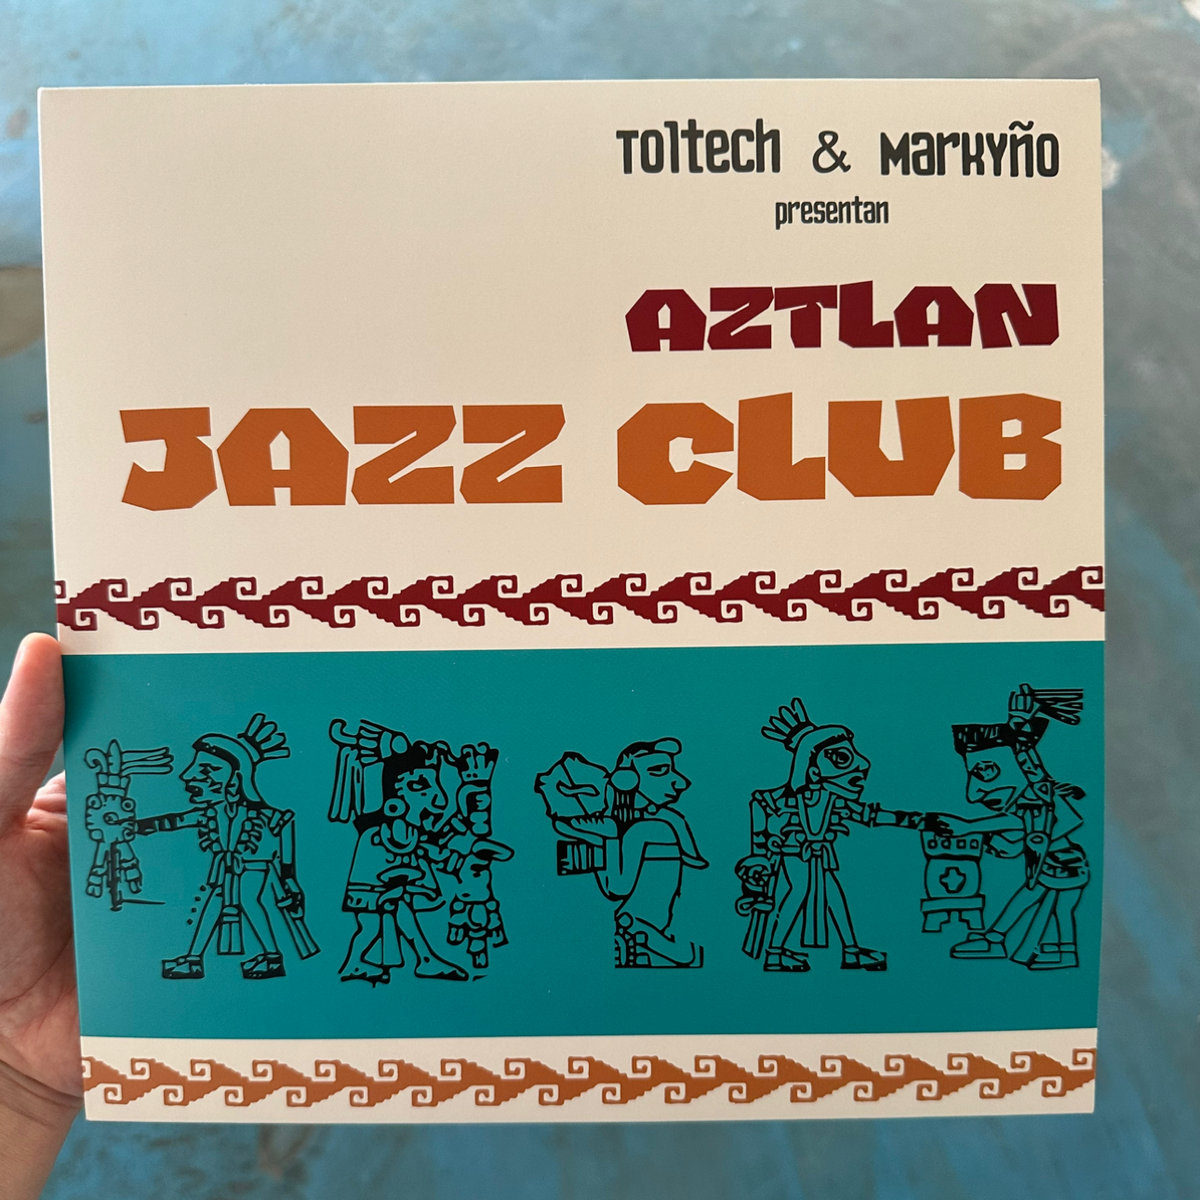 Toltech & Markyño
presentan
AZTLAN
JAZZ CLUB